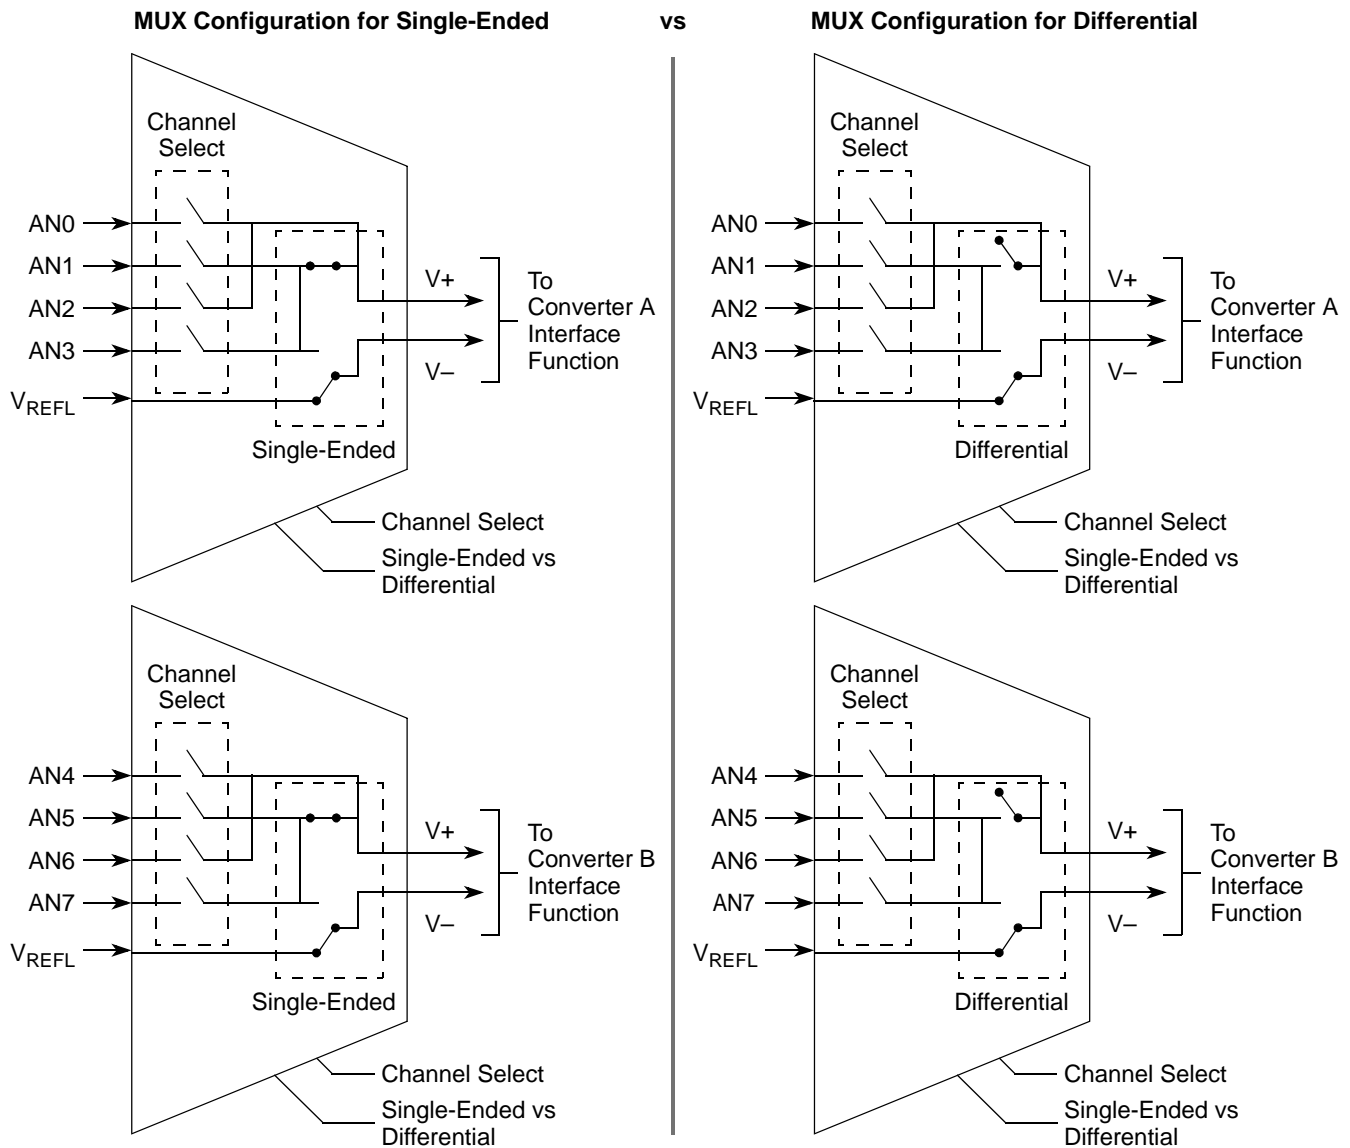 MUX Configuration for Single-Ended
vs
MUX Configuration for Differential
Channel
Select
AN0
AN1
AN2
AN3
VREFL
V+
V–
To
Converter A
Interface
Function
Single-Ended
Channel Select
Single-Ended vs
Differential
Channel
Select
AN0
AN1
AN2
AN3
VREFL
V+
V–
To
Converter A
Interface
Function
Differential
Channel Select
Single-Ended vs
Differential
Channel
Select
AN4
AN5
AN6
AN7
VREFL
V+
V–
To
Converter B
Interface
Function
Single-Ended
Channel Select
Single-Ended vs
Differential
Channel
Select
AN4
AN5
AN6
AN7
VREFL
V+
V–
To
Converter B
Interface
Function
Differential
Channel Select
Single-Ended vs
Differential